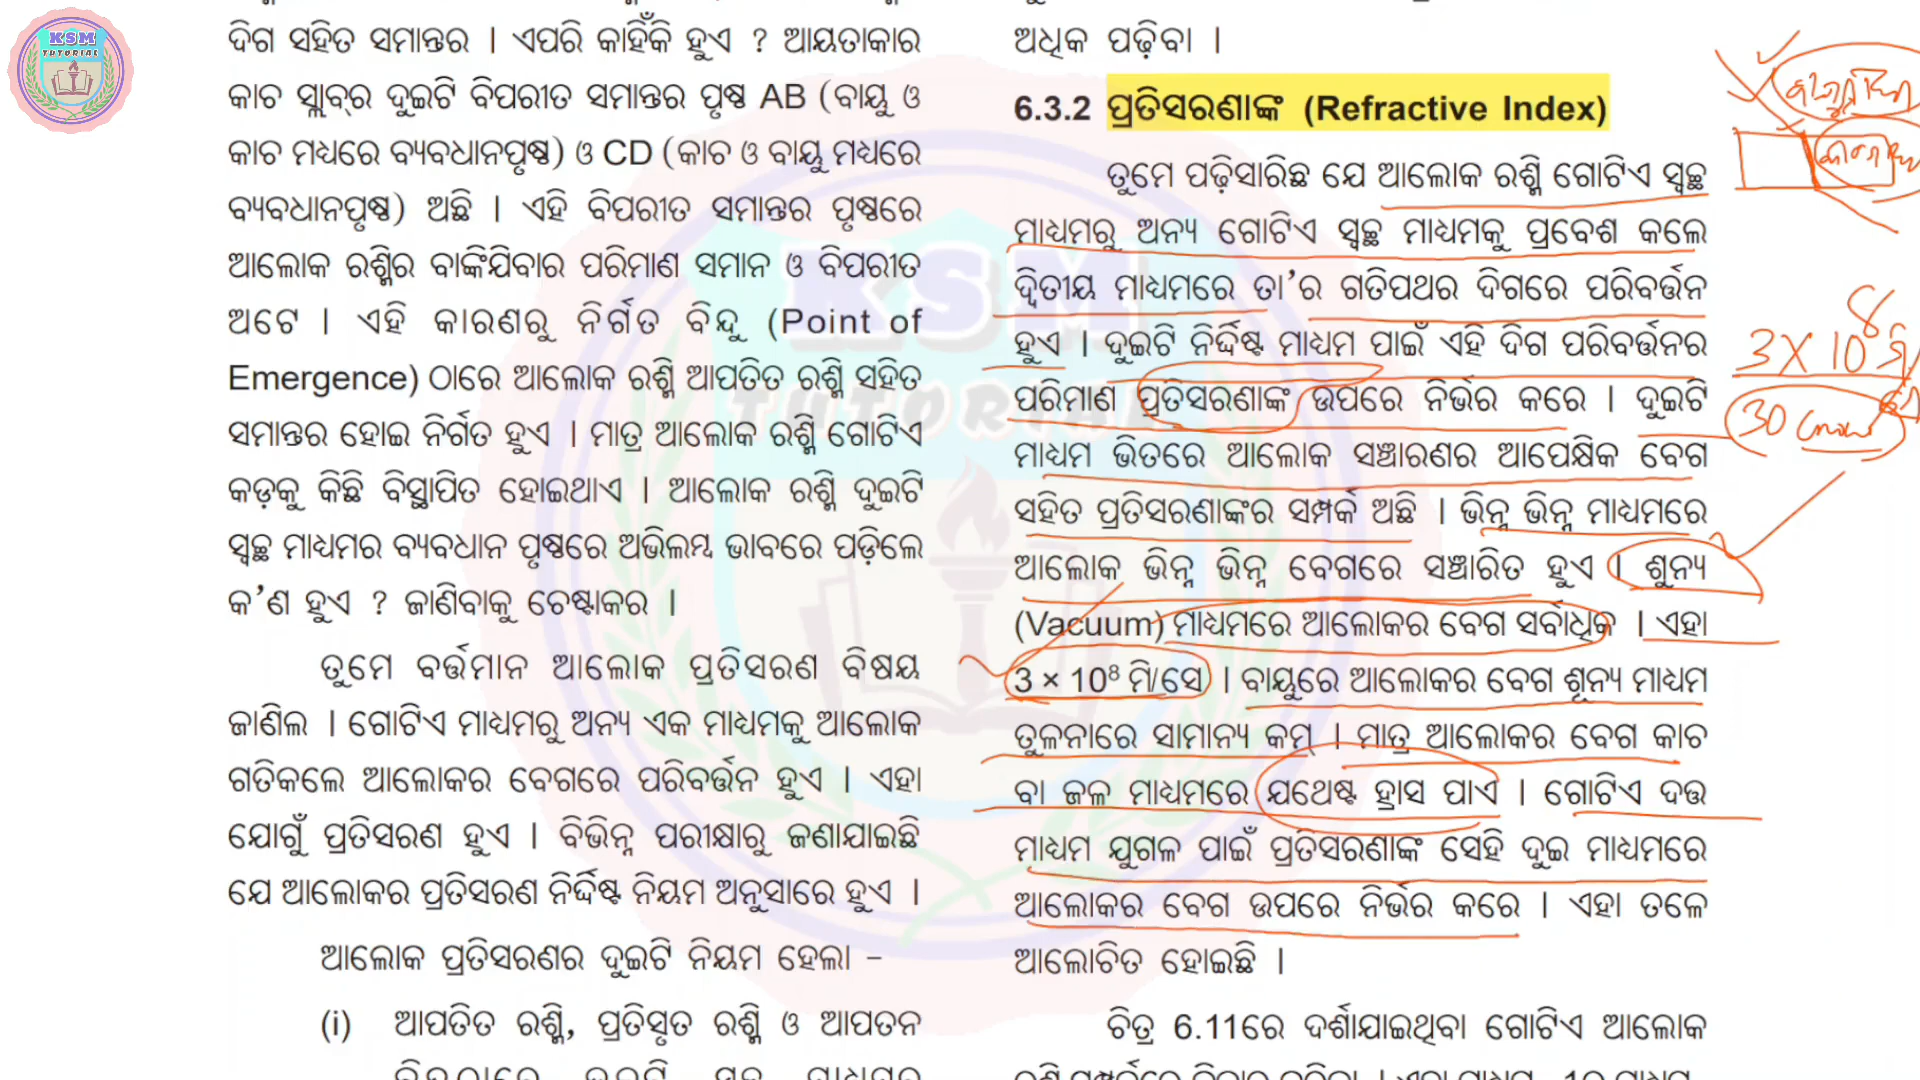 KSM
TUTORIAL
ଦିଗ ସହିତ ସମାନ୍ତର । ଏପରି କାହିଁକି ହୁଏ ? ଆୟତାକାର
କାଚ ସ୍ଲାବ୍‌ର ଦୁଇଟି ବିପରୀତ ସମାନ୍ତର ପୃଷ୍ଠ AB (ବାୟୁ ଓ
କାଚ ମଧ୍ୟରେ ବ୍ୟବଧାନପୃଷ୍ଠ) ଓ CD (କାଚ ଓ ବାୟୁ ମଧ୍ୟରେ
ବ୍ୟବଧାନପୃଷ୍ଠ) ଅଛି । ଏହି ବିପରୀତ ସମାନ୍ତର ପୃଷ୍ଠରେ
ଆଲୋକ ରଶ୍ମିର ବାଙ୍କିଯିବାର ପରିମାଣ ସମାନ ଓ ବିପରୀତ
ଅଟେ । ଏହି କାରଣରୁ ନିର୍ଗତ ବିନ୍ଦୁ (Point of
Emergence) ଠାରେ ଆଲୋକ ରଶ୍ମି ଆପତିତ ରଶ୍ମି ସହିତ
ସମାନ୍ତର ହୋଇ ନିର୍ଗତ ହୁଏ । ମାତ୍ର ଆଲୋକ ରଶ୍ମି ଗୋଟିଏ
କଡ଼କୁ କିଛି ବିସ୍ଥାପିତ ହୋଇଥାଏ । ଆଲୋକ ରଶ୍ମି ଦୁଇଟି
ସ୍ୱଚ୍ଛ ମାଧ୍ୟମର ବ୍ୟବଧାନ ପୃଷ୍ଠରେ ଅଭିଲମ୍ବ ଭାବରେ ପଡ଼ିଲେ
କ’ଣ ହୁଏ ? ଜାଣିବାକୁ ଚେଷ୍ଟାକର ।
ତୁମେ ବର୍ତ୍ତମାନ ଆଲୋକ ପ୍ରତିସରଣ ବିଷୟ
ଜାଣିଲ । ଗୋଟିଏ ମାଧ୍ୟମରୁ ଅନ୍ୟ ଏକ ମାଧ୍ୟମକୁ ଆଲୋକ
ଗତିକଲେ ଆଲୋକର ବେଗରେ ପରିବର୍ତ୍ତନ ହୁଏ । ଏହା
ଯୋଗୁଁ ପ୍ରତିସରଣ ହୁଏ । ବିଭିନ୍ନ ପରୀକ୍ଷାରୁ ଜଣାଯାଇଛି
ଯେ ଆଲୋକର ପ୍ରତିସରଣ ନିର୍ଦ୍ଦିଷ୍ଟ ନିୟମ ଅନୁସାରେ ହୁଏ ।
ଆଲୋକ ପ୍ରତିସରଣର ଦୁଇଟି ନିୟମ ହେଲା –
(i) ଆପତିତ ରଶ୍ମି, ପ୍ରତିସୃତ ରଶ୍ମି ଓ ଆପତନ
ଅଧିକ ପଢ଼ିବା ।
6.3.2 ପ୍ରତିସରଣାଙ୍କ (Refractive Index)
ତୁମେ ପଢ଼ିସାରିଛ ଯେ ଆଲୋକ ରଶ୍ମି ଗୋଟିଏ ସ୍ୱଚ୍ଛ
ମାଧ୍ୟମରୁ ଅନ୍ୟ ଗୋଟିଏ ସ୍ୱଚ୍ଛ ମାଧ୍ୟମକୁ ପ୍ରବେଶ କଲେ
ଦ୍ୱିତୀୟ ମାଧ୍ୟମରେ ତା’ର ଗତିପଥର ଦିଗରେ ପରିବର୍ତ୍ତନ
ହୁଏ । ଦୁଇଟି ନିର୍ଦ୍ଦିଷ୍ଟ ମାଧ୍ୟମ ପାଇଁ ଏହି ଦିଗ ପରିବର୍ତ୍ତନର
ପରିମାଣ ପ୍ରତିସରଣାଙ୍କ ଉପରେ ନିର୍ଭର କରେ । ଦୁଇଟି
ମାଧ୍ୟମ ଭିତରେ ଆଲୋକ ସଞ୍ଚାରଣର ଆପେକ୍ଷିକ ବେଗ
ସହିତ ପ୍ରତିସରଣାଙ୍କର ସମ୍ପର୍କ ଅଛି । ଭିନ୍ନ ଭିନ୍ନ ମାଧ୍ୟମରେ
ଆଲୋକ ଭିନ୍ନ ଭିନ୍ନ ବେଗରେ ସଞ୍ଚାରିତ ହୁଏ । ଶୁନ୍ୟ
(Vacuum) ମାଧ୍ୟମରେ ଆଲୋକର ବେଗ ସର୍ବାଧିକ । ଏହା
3 × 10⁸ ମି/ସେ । ବାୟୁରେ ଆଲୋକର ବେଗ ଶୂନ୍ୟ ମାଧ୍ୟମ
ତୁଳନାରେ ସାମାନ୍ୟ କମ୍ । ମାତ୍ର ଆଲୋକର ବେଗ କାଚ
ବା ଜଳ ମାଧ୍ୟମରେ ଯଥେଷ୍ଟ ହ୍ରାସ ପାଏ । ଗୋଟିଏ ଦତ୍ତ
ମାଧ୍ୟମ ଯୁଗଳ ପାଇଁ ପ୍ରତିସରଣାଙ୍କ ସେହି ଦୁଇ ମାଧ୍ୟମରେ
ଆଲୋକର ବେଗ ଉପରେ ନିର୍ଭର କରେ । ଏହା ତଳେ
ଆଲୋଚିତ ହୋଇଛି ।
ଚିତ୍ର 6.11ରେ ଦର୍ଶାଯାଇଥିବା ଗୋଟିଏ ଆଲୋକ
3 X 10⁸
30